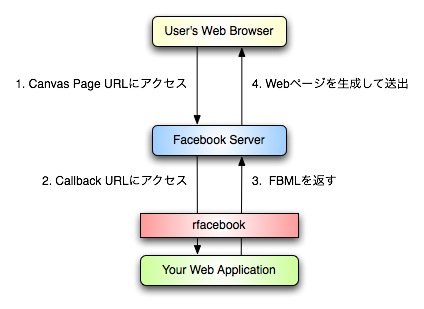 User's Web Browser
1. Canvas Page URLにアクセス
4. Webページを生成して送出
Facebook Server
2. Callback URLにアクセス
3. FBMLを返す
rfacebook
Your Web Application